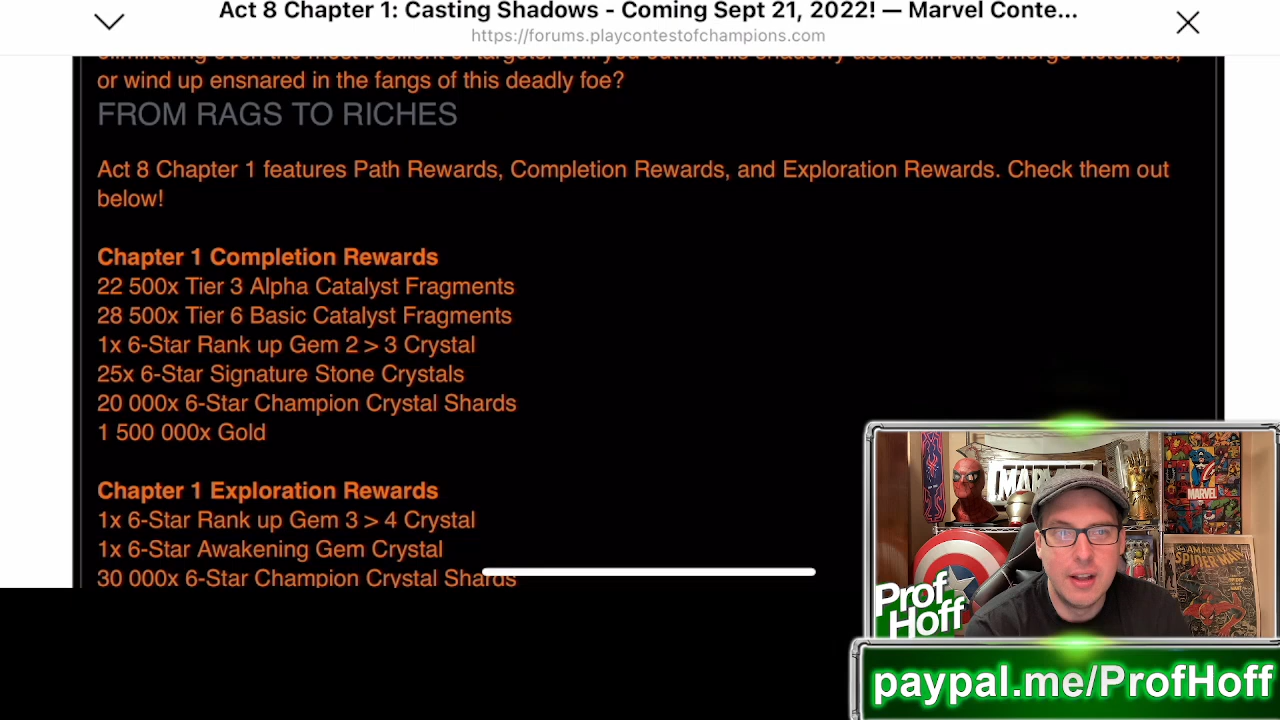 Act 8 Chapter 1: Casting Shadows - Coming Sept 21, 2022! — Marvel Conte...
https://forums.playcontestofchampions.com
or wind up ensnared in the fangs of this deadly foe?
FROM RAGS TO RICHES
Act 8 Chapter 1 features Path Rewards, Completion Rewards, and Exploration Rewards. Check them out
below!
Chapter 1 Completion Rewards
22 500x Tier 3 Alpha Catalyst Fragments
28 500x Tier 6 Basic Catalyst Fragments
1x 6-Star Rank up Gem 2 > 3 Crystal
25x 6-Star Signature Stone Crystals
20 000x 6-Star Champion Crystal Shards
1 500 000x Gold
Chapter 1 Exploration Rewards
1x 6-Star Rank up Gem 3 > 4 Crystal
1x 6-Star Awakening Gem Crystal
30 000x 6-Star Champion Crystal Shards
MARVEL
AMAZING
SPIDER-MAN
Prof
Hoff
paypal.me/ProfHoff